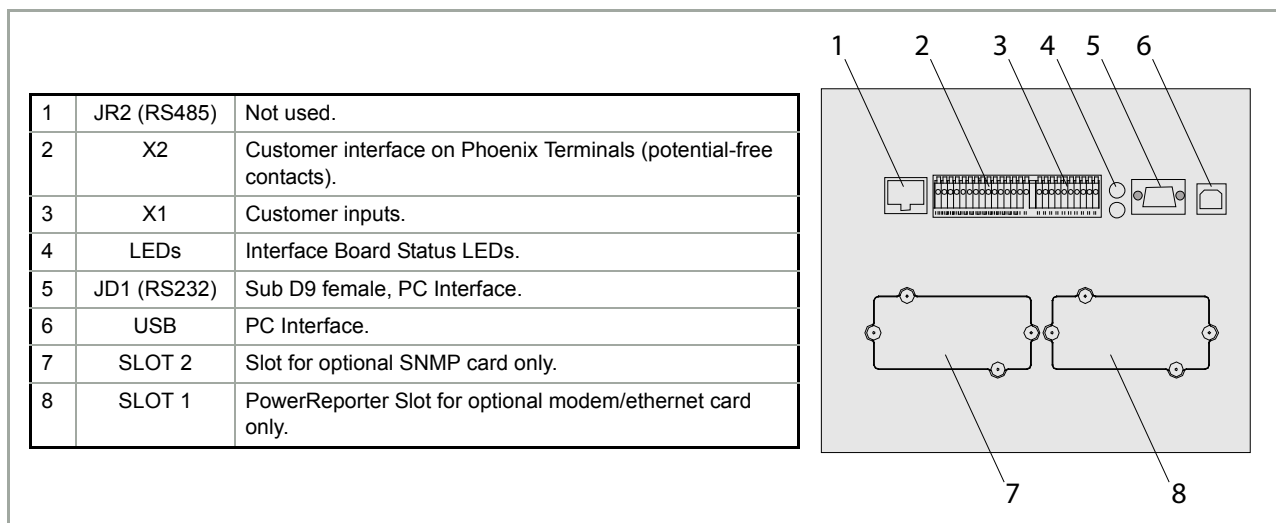 1 JR2 (RS485) Not used.
2 X2 Customer interface on Phoenix Terminals (potential-free
contacts).
3 X1 Customer inputs.
4 LEDs Interface Board Status LEDs.
5 JD1 (RS232) Sub D9 female, PC Interface.
6 USB PC Interface.
7 SLOT 2 Slot for optional SNMP card only.
8 SLOT 1 PowerReporter Slot for optional modem/ethernet card
only.
1 2 3 4 5 6
7 8